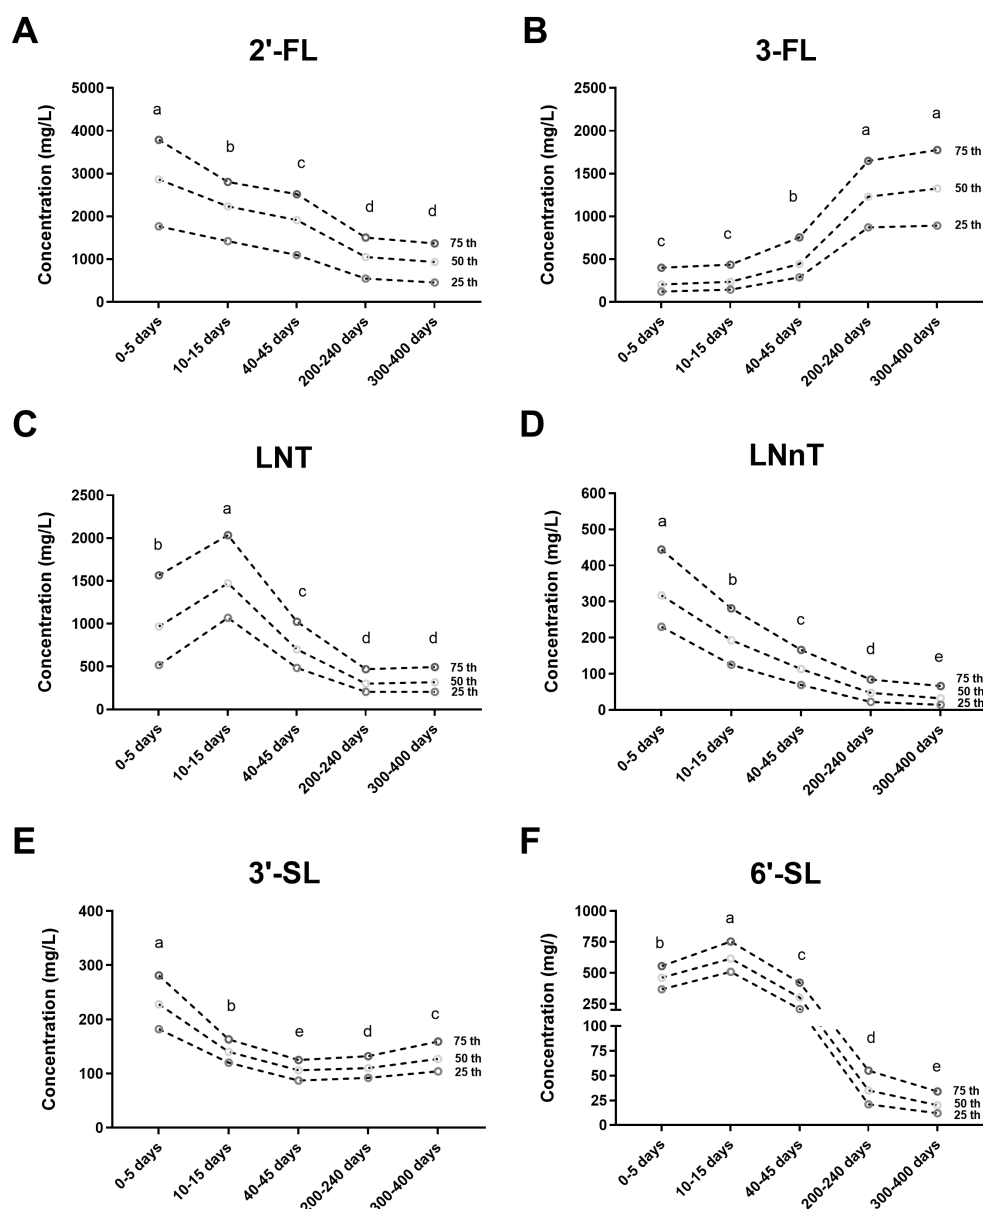 A
2'-FL
Concentration (mg/L)
5000
4000
3000
2000
1000
0
a
b
c
d
d
75 th
50 th
25 th
0-5 days
10-15 days
40-45 days
200-240 days
300-400 days
B
3-FL
Concentration (mg/L)
2500
2000
1500
1000
500
0
c
c
b
a
a
75 th
50 th
25 th
0-5 days
10-15 days
40-45 days
200-240 days
300-400 days
C
LNT
Concentration (mg/L)
2500
2000
1500
1000
500
0
b
a
c
d
d
75 th
50 th
25 th
0-5 days
10-15 days
40-45 days
200-240 days
300-400 days
D
LNnT
Concentration (mg/L)
600
500
400
300
200
100
0
a
b
c
d
e
75 th
50 th
25 th
0-5 days
10-15 days
40-45 days
200-240 days
300-400 days
E
3'-SL
Concentration (mg/L)
400
300
200
100
0
a
b
e
d
c
75 th
50 th
25 th
0-5 days
10-15 days
40-45 days
200-240 days
300-400 days
F
6'-SL
Concentration (mg/)
1000
750
500
250
100
75
50
25
0
b
a
c
d
e
75 th
50 th
25 th
0-5 days
10-15 days
40-45 days
200-240 days
300-400 days